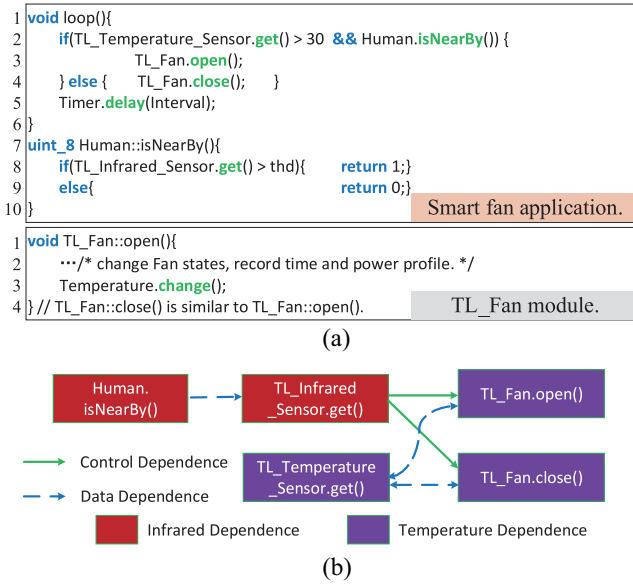 1 void loop(){
2 if(TL_Temperature_Sensor.get() > 30 && Human.isNearBy()) {
3 TL_Fan.open();
4 } else { TL_Fan.close(); }
5 Timer.delay(Interval);
6 }
7 uint_8 Human::isNearBy(){
8 if(TL_Infrared_Sensor.get() > thd){ return 1;}
9 else{ return 0;}
10 }
Smart fan application.
1 void TL_Fan::open(){
2 ···/* change Fan states, record time and power profile. */
3 Temperature.change();
4 } // TL_Fan::close() is similar to TL_Fan::open().
TL_Fan module.
(a)
Human.
isNearBy()
TL_Infrared
_Sensor.get()
TL_Fan.open()
Control Dependence
TL_Temperature
_Sensor.get()
TL_Fan.close()
Data Dependence
Infrared Dependence
Temperature Dependence
(b)